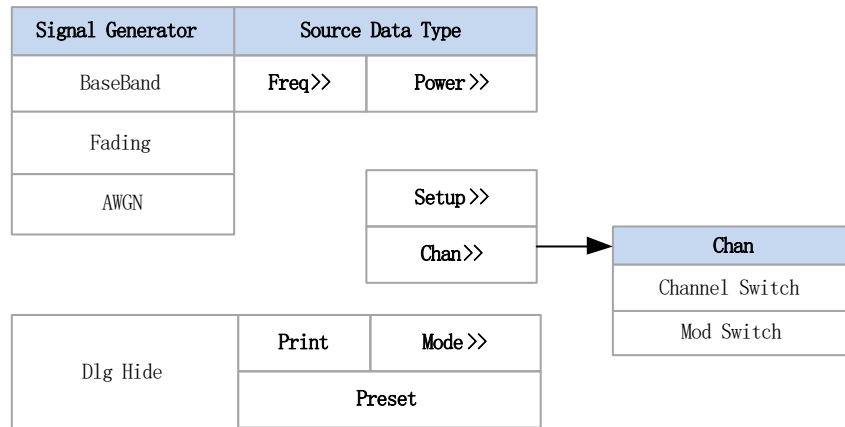 Signal Generator
Source Data Type
BaseBand
Freq>>
Power>>
Fading
AWGN
Setup>>
Chan>>
Chan
Channel Switch
Mod Switch
Dlg Hide
Print
Mode>>
Preset